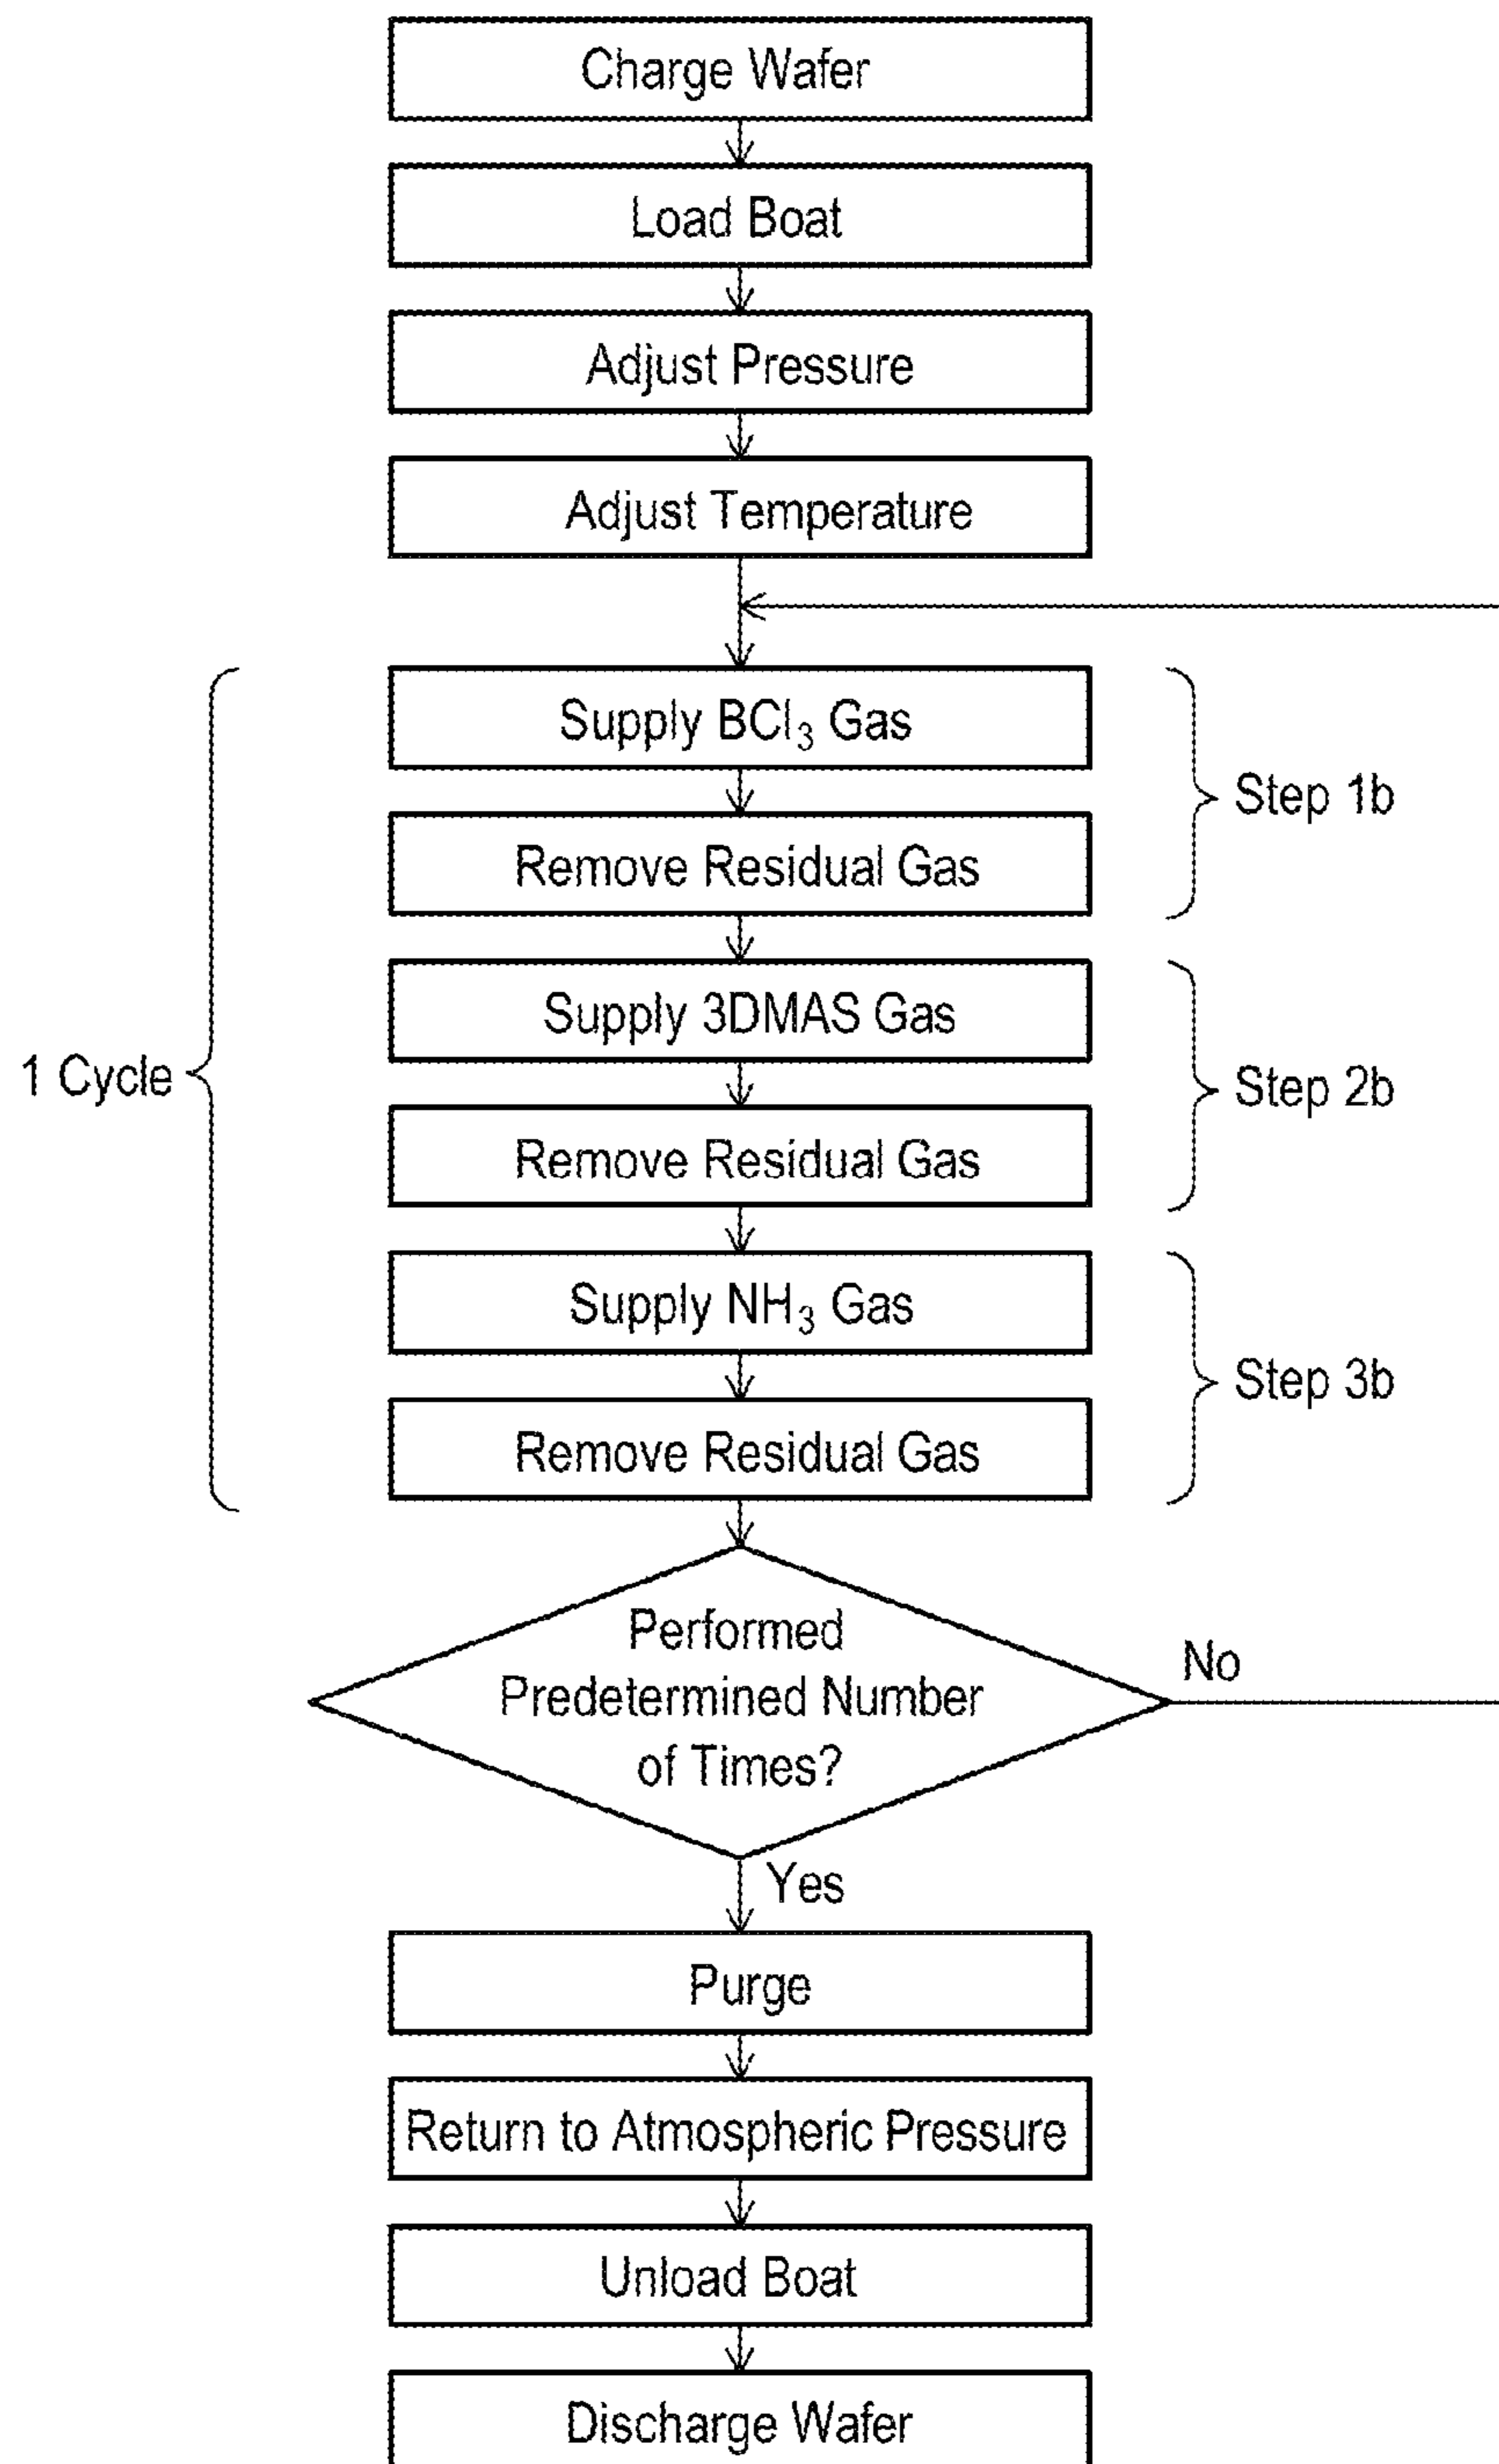 Charge Wafer
Load Boat
Adjust Pressure
Adjust Temperature
Supply BCl₃ Gas
Step 1b
Remove Residual Gas
Supply 3DMAS Gas
1 Cycle
Step 2b
Remove Residual Gas
Supply NH₃ Gas
Step 3b
Remove Residual Gas
Performed
Predetermined Number
of Times?
No
Yes
Purge
Return to Atmospheric Pressure
Unload Boat
Discharge Wafer